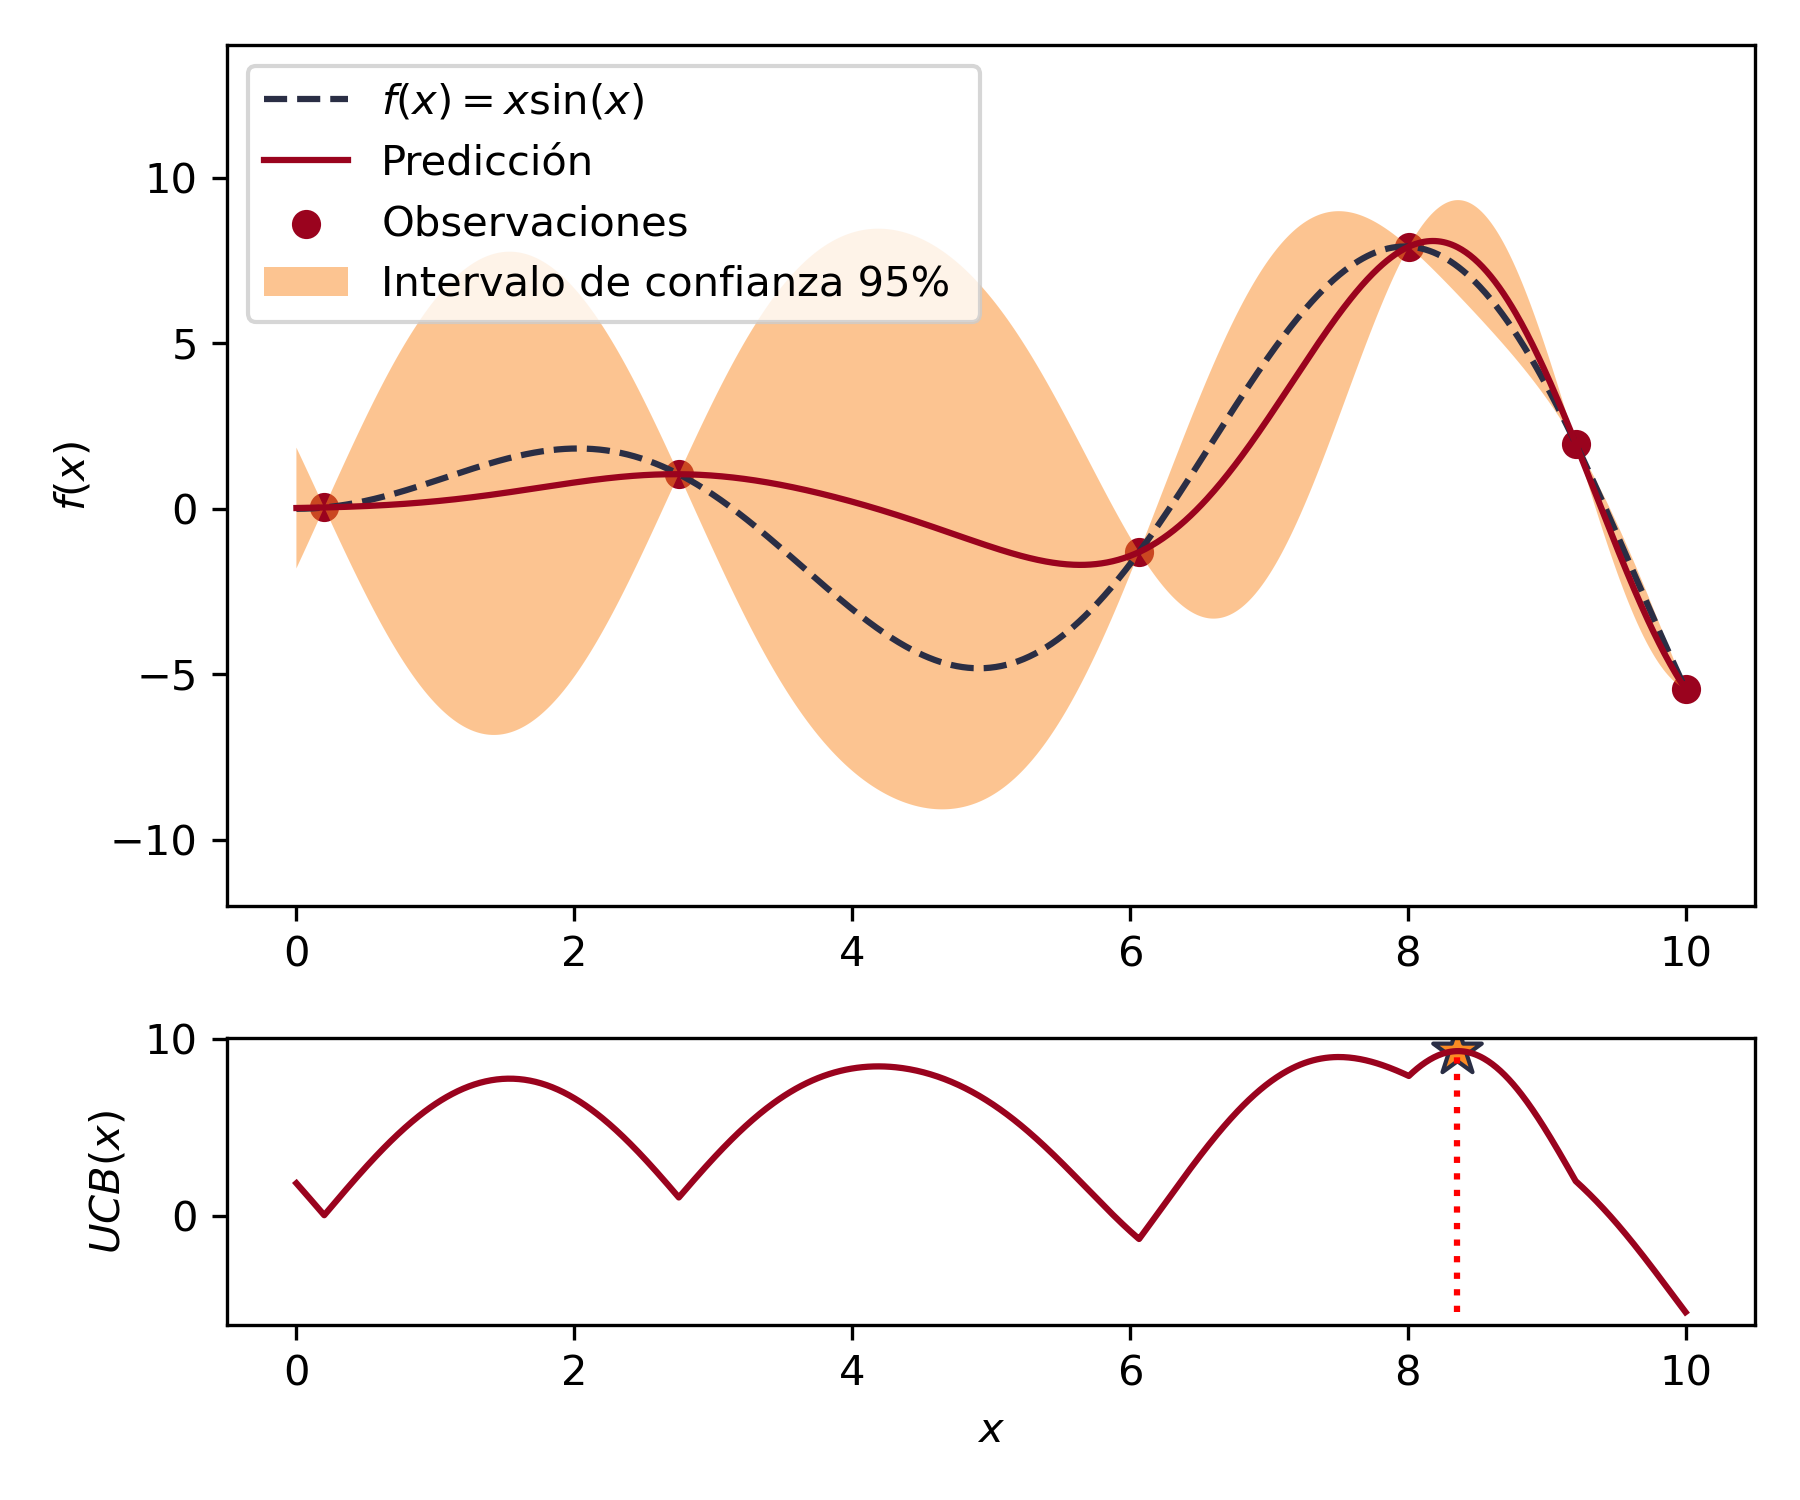 f(x) = x sin(x)
Predicción
Observaciones
Intervalo de confianza 95%
10
5
0
−5
−10
f(x)
0 2 4 6 8 10
10
0
UCB(x)
0 2 4 6 8 10
x